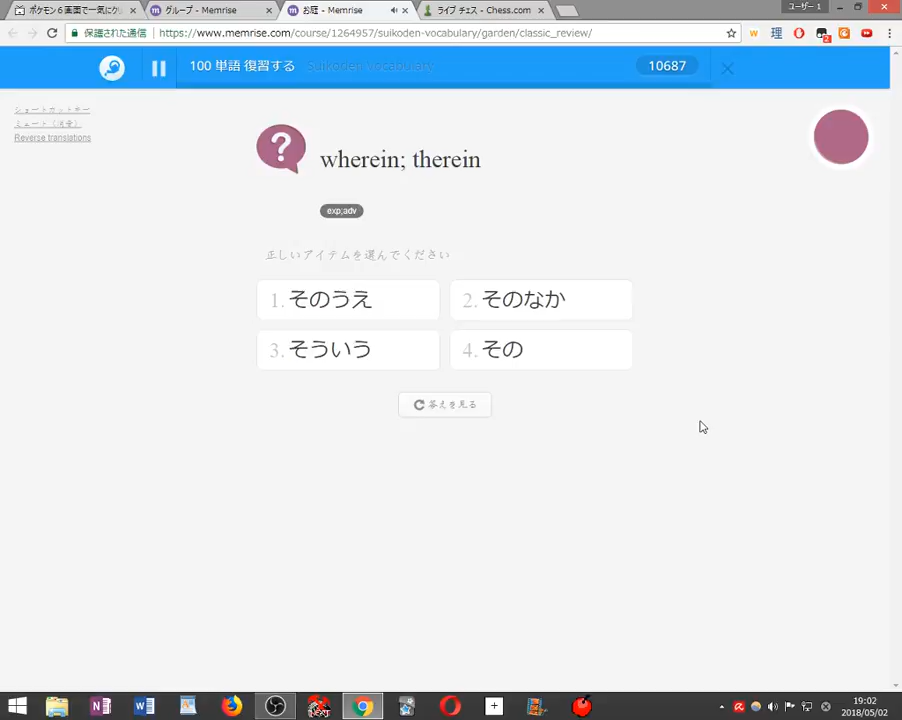 ポケモン６画面で一気にク
グループ - Memrise
お庭 - Memrise
ライブ チェス - Chess.com
ユーザー 1
保護された通信
https://www.memrise.com/course/1264957/suikoden-vocabulary/garden/classic_review/
100 単語 復習する
Suikoden Vocabulary
10687
ショートカットキー
ミュート（消音）
Reverse translations
?
wherein; therein
exp;adv
正しいアイテムを選んでください
1. そのうえ
2. そのなか
3. そういう
4. その
答えを見る
19:02
2018/05/02